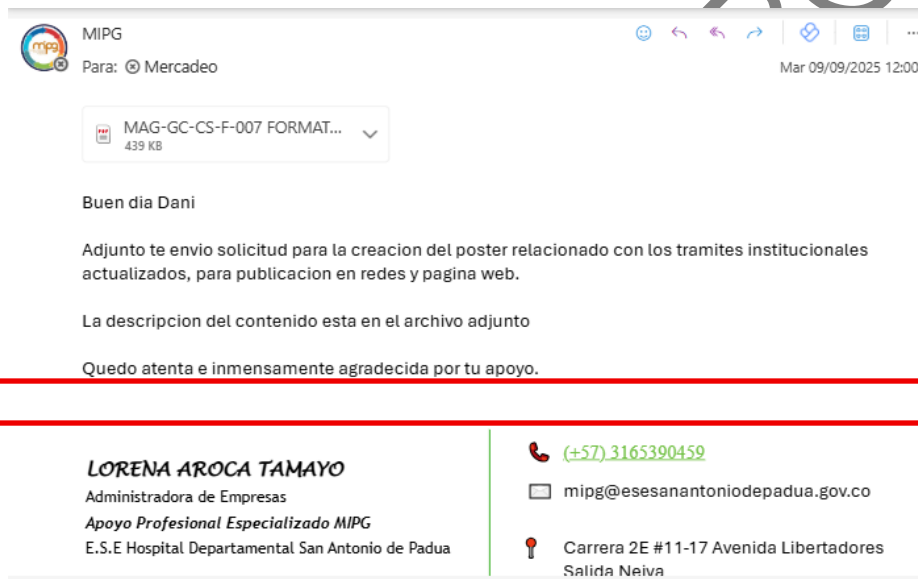 mipg
MIPG
Para: Mercadeo
Mar 09/09/2025 12:00
MAG-GC-CS-F-007 FORMAT...
439 KB
Buen dia Dani
Adjunto te envio solicitud para la creacion del poster relacionado con los tramites institucionales
actualizados, para publicacion en redes y pagina web.
La descripcion del contenido esta en el archivo adjunto
Quedo atenta e inmensamente agradecida por tu apoyo.
LORENA AROCA TAMAYO
Administradora de Empresas
Apoyo Profesional Especializado MIPG
E.S.E Hospital Departamental San Antonio de Padua
(+57) 3165390459
mipg@esesanantoniodepadua.gov.co
Carrera 2E #11-17 Avenida Libertadores
Salida Neiva